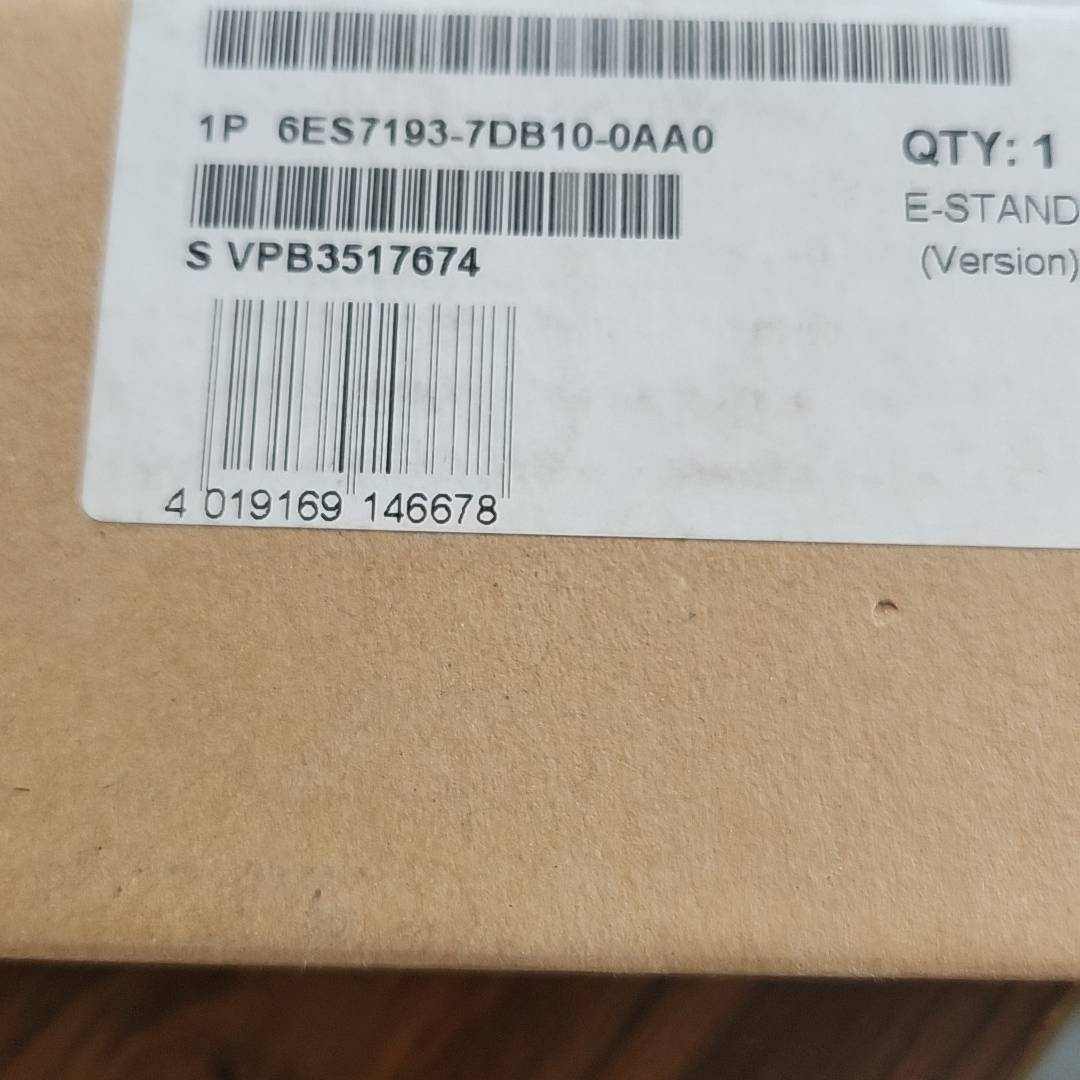 1P 6ES7193-7DB10-0AA0
QTY: 1
E-STAND
(Version)
S VPB3517674
4 019169 146678